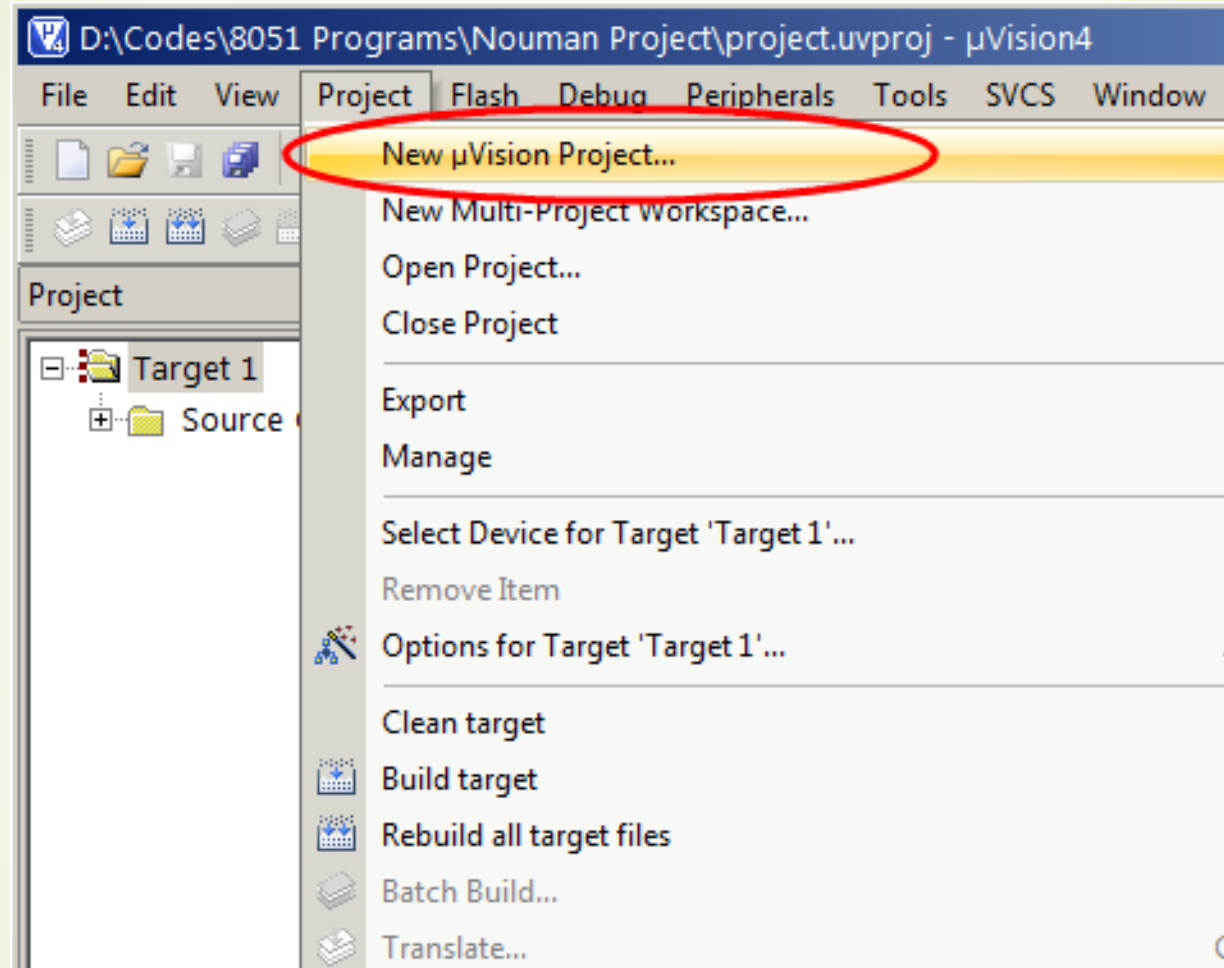 D:\Codes\8051 Programs\Nouman Project\project.uvproj - µVision4
File Edit View Project Flash Debug Peripherals Tools SVCS Window
New µVision Project...
New Multi-Project Workspace...
Open Project...
Project
Close Project
Target 1
Source
Export
Manage
Select Device for Target 'Target 1'...
Remove Item
Options for Target 'Target 1'...
Clean target
Build target
Rebuild all target files
Batch Build...
Translate...